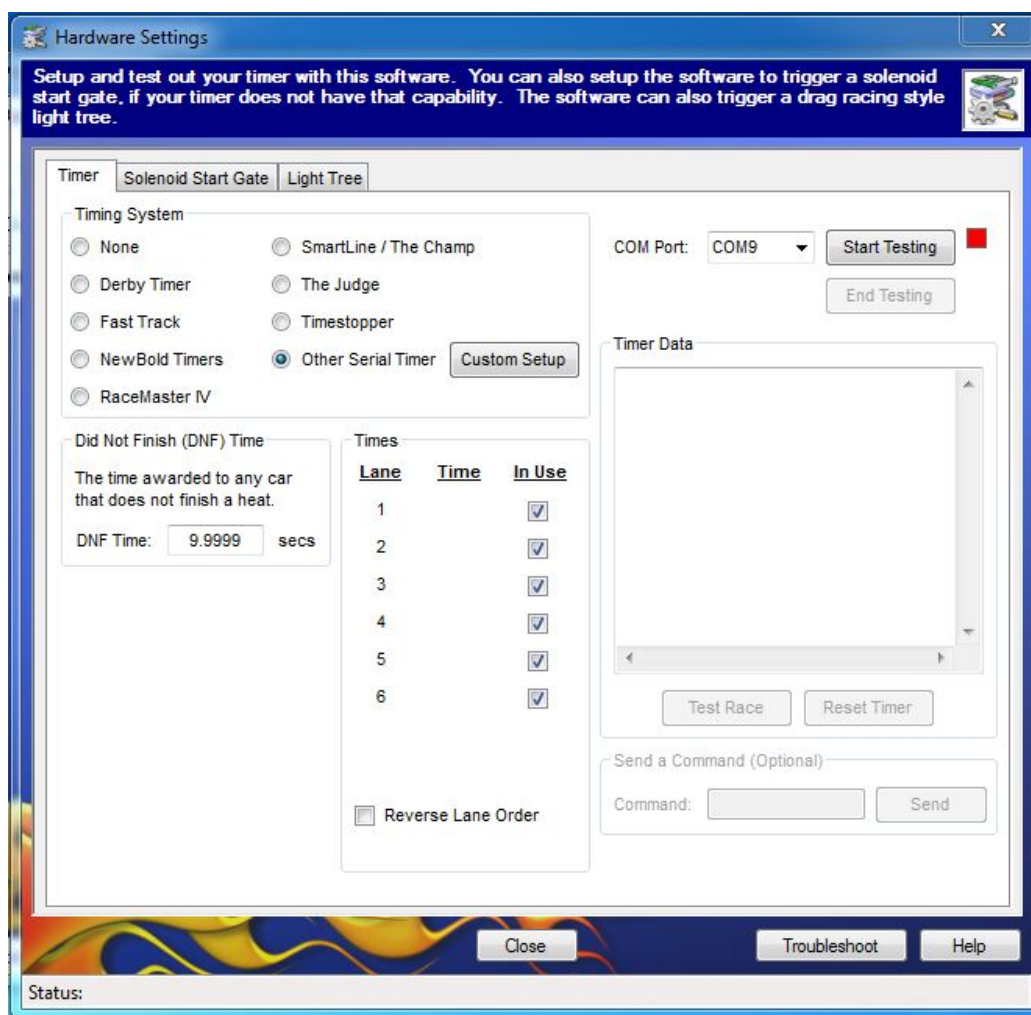 Hardware Settings
Setup and test out your timer with this software. You can also setup the software to trigger a solenoid
start gate, if your timer does not have that capability. The software can also trigger a drag racing style
light tree.
Timer Solenoid Start Gate Light Tree
Timing System
None
SmartLine / The Champ
Derby Timer
The Judge
Fast Track
Timestopper
NewBold Timers
Other Serial Timer Custom Setup
RaceMaster IV
COM Port: COM9 Start Testing
End Testing
Did Not Finish (DNF) Time
The time awarded to any car
that does not finish a heat.
DNF Time: 9.9999 secs
Times
Lane Time In Use
1
2
3
4
5
6
Reverse Lane Order
Timer Data
Test Race Reset Timer
Send a Command (Optional)
Command: Send
Close Troubleshoot Help
Status: